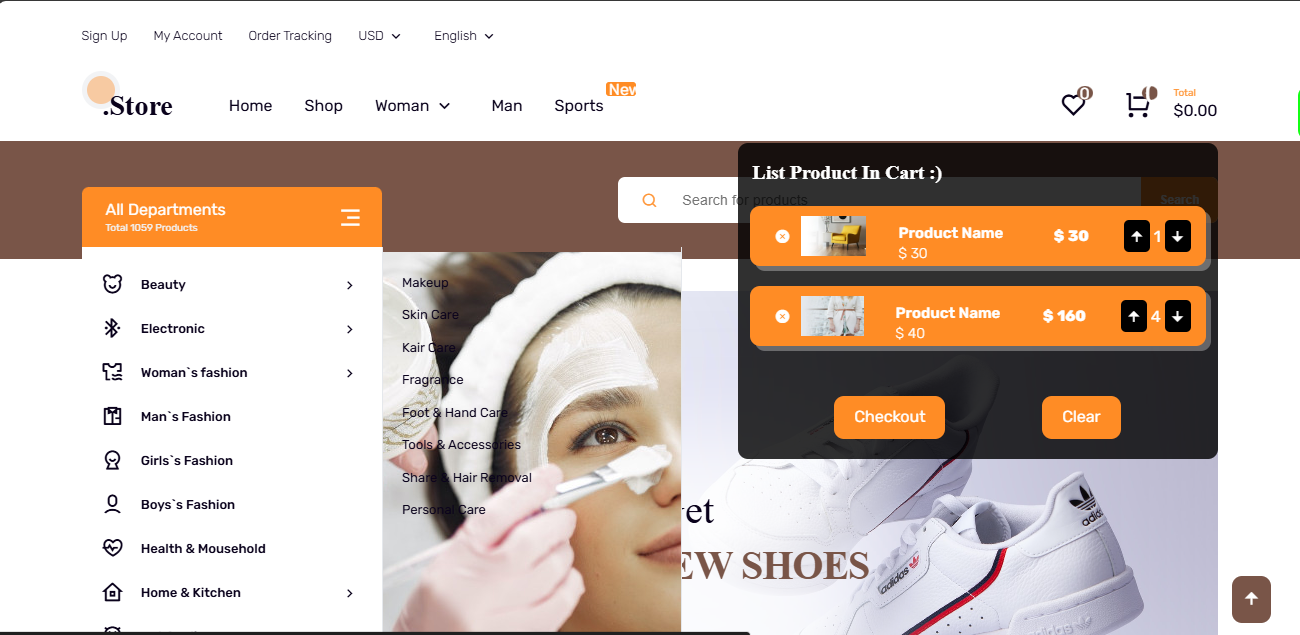 Sign Up My Account Order Tracking USD English
New
.Store Home Shop Woman Man Sports
0 Total
$0.00
List Product In Cart :)
Search for products Search
All Departments
Total 1059 Products
Product Name $ 30 1
$ 30
Product Name $ 160 4
$ 40
Checkout Clear
Beauty
Electronic
Woman`s fashion
Man`s Fashion
Girls`s Fashion
Boys`s Fashion
Health & Mousehold
Home & Kitchen
Makeup
Skin Care
Kair Care
Fragrance
Foot & Hand Care
Tools & Accessories
Share & Hair Removal
Personal Care
et
EW SHOES
adidas
adidas